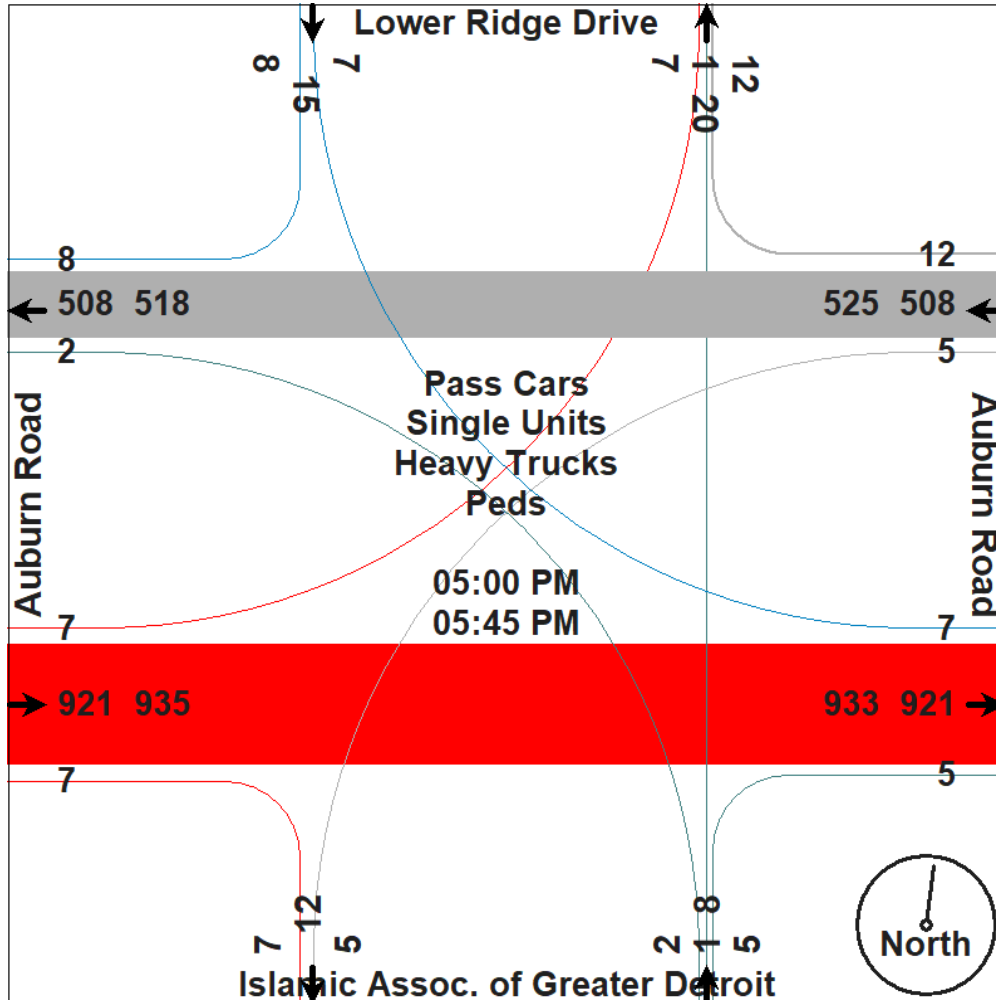 Lower Ridge Drive
8 7 7 1 12
15 20
8 12
508 518 525 508
2 5
Pass Cars
Single Units
Heavy Trucks
Peds
Auburn Road
Auburn Road
05:00 PM
05:45 PM
7 7
921 935 933 921
7 5
12 8
7 5 2 1 5
North
Islamic Assoc. of Greater Detroit